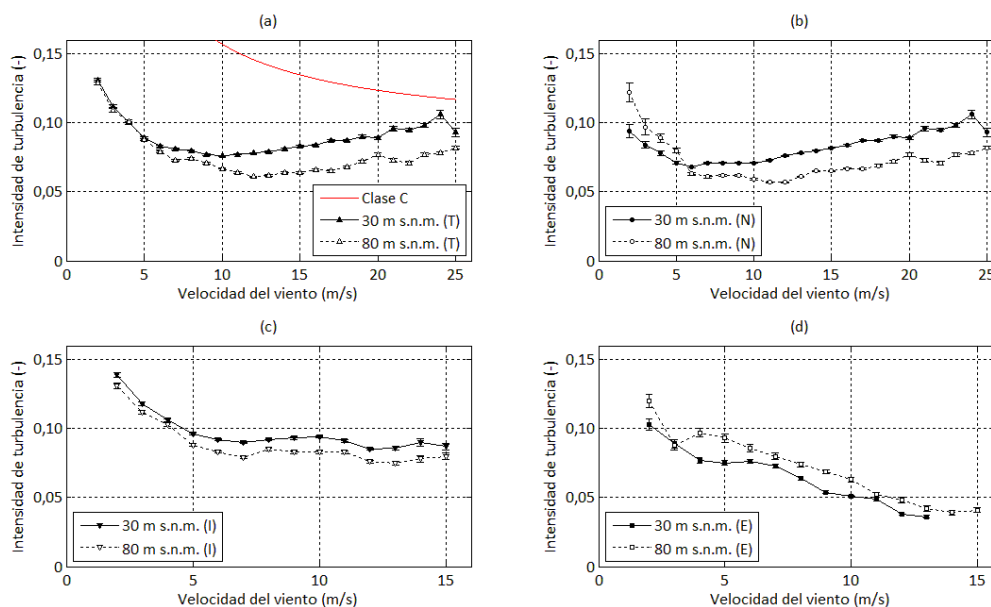 (a)
Intensidad de turbulencia (-)
0,15
0,10
0,05
0
0 5 10 15 20 25
Velocidad del viento (m/s)
Clase C
30 m s.n.m. (T)
80 m s.n.m. (T)
(b)
Intensidad de turbulencia (-)
0,15
0,10
0,05
0
0 5 10 15 20 25
Velocidad del viento (m/s)
30 m s.n.m. (N)
80 m s.n.m. (N)
(c)
Intensidad de turbulencia (-)
0,15
0,10
0,05
0
0 5 10 15
Velocidad del viento (m/s)
30 m s.n.m. (I)
80 m s.n.m. (I)
(d)
Intensidad de turbulencia (-)
0,15
0,10
0,05
0
0 5 10 15
Velocidad del viento (m/s)
30 m s.n.m. (E)
80 m s.n.m. (E)